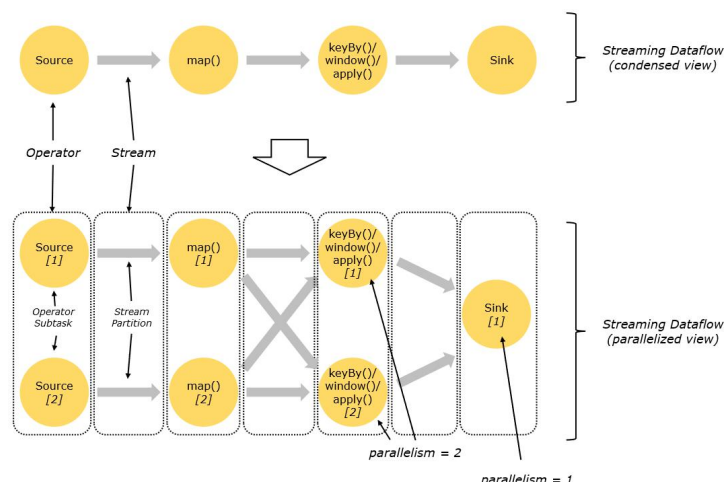 Source
map()
keyBy()/
window()/
apply()
Sink
Streaming Dataflow
(condensed view)
Operator
Stream
Source
[1]
map()
[1]
keyBy()/
window()/
apply()
[1]
Operator
Subtask
Stream
Partition
Sink
[1]
Streaming Dataflow
(parallelized view)
Source
[2]
map()
[2]
keyBy()/
window()/
apply()
[2]
parallelism = 2
parallelism = 1